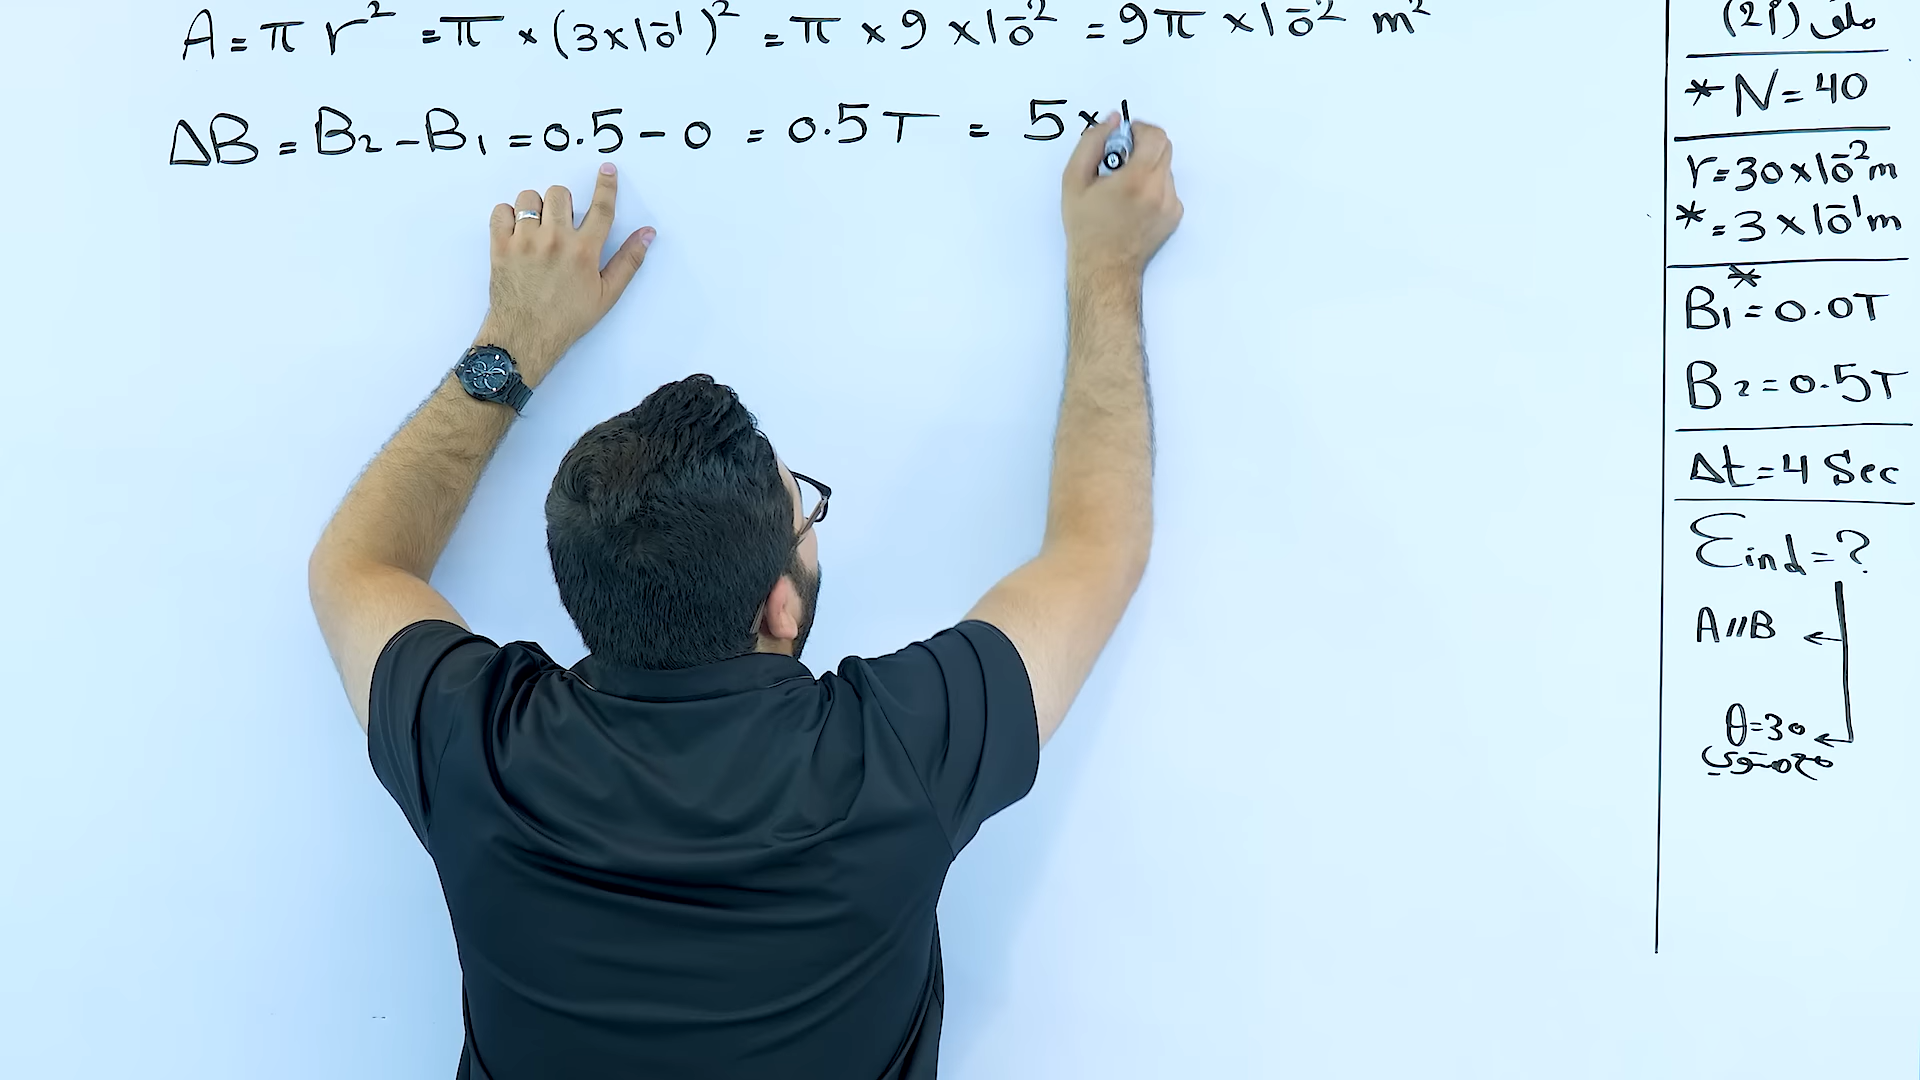 A = π r² = π × (3×10⁻¹)² = π × 9 × 10⁻² = 9π × 10⁻² m²
ΔB = B₂ – B₁ = 0.5 – 0 = 0.5 T = 5×1
ملف (21)
* N = 40
r = 30×10⁻² m
* = 3 × 10⁻¹ m
*
B₁ = 0.0T
B₂ = 0.5T
Δt = 4 Sec
Ɛind = ?
A // B ←
θ = 30 ←